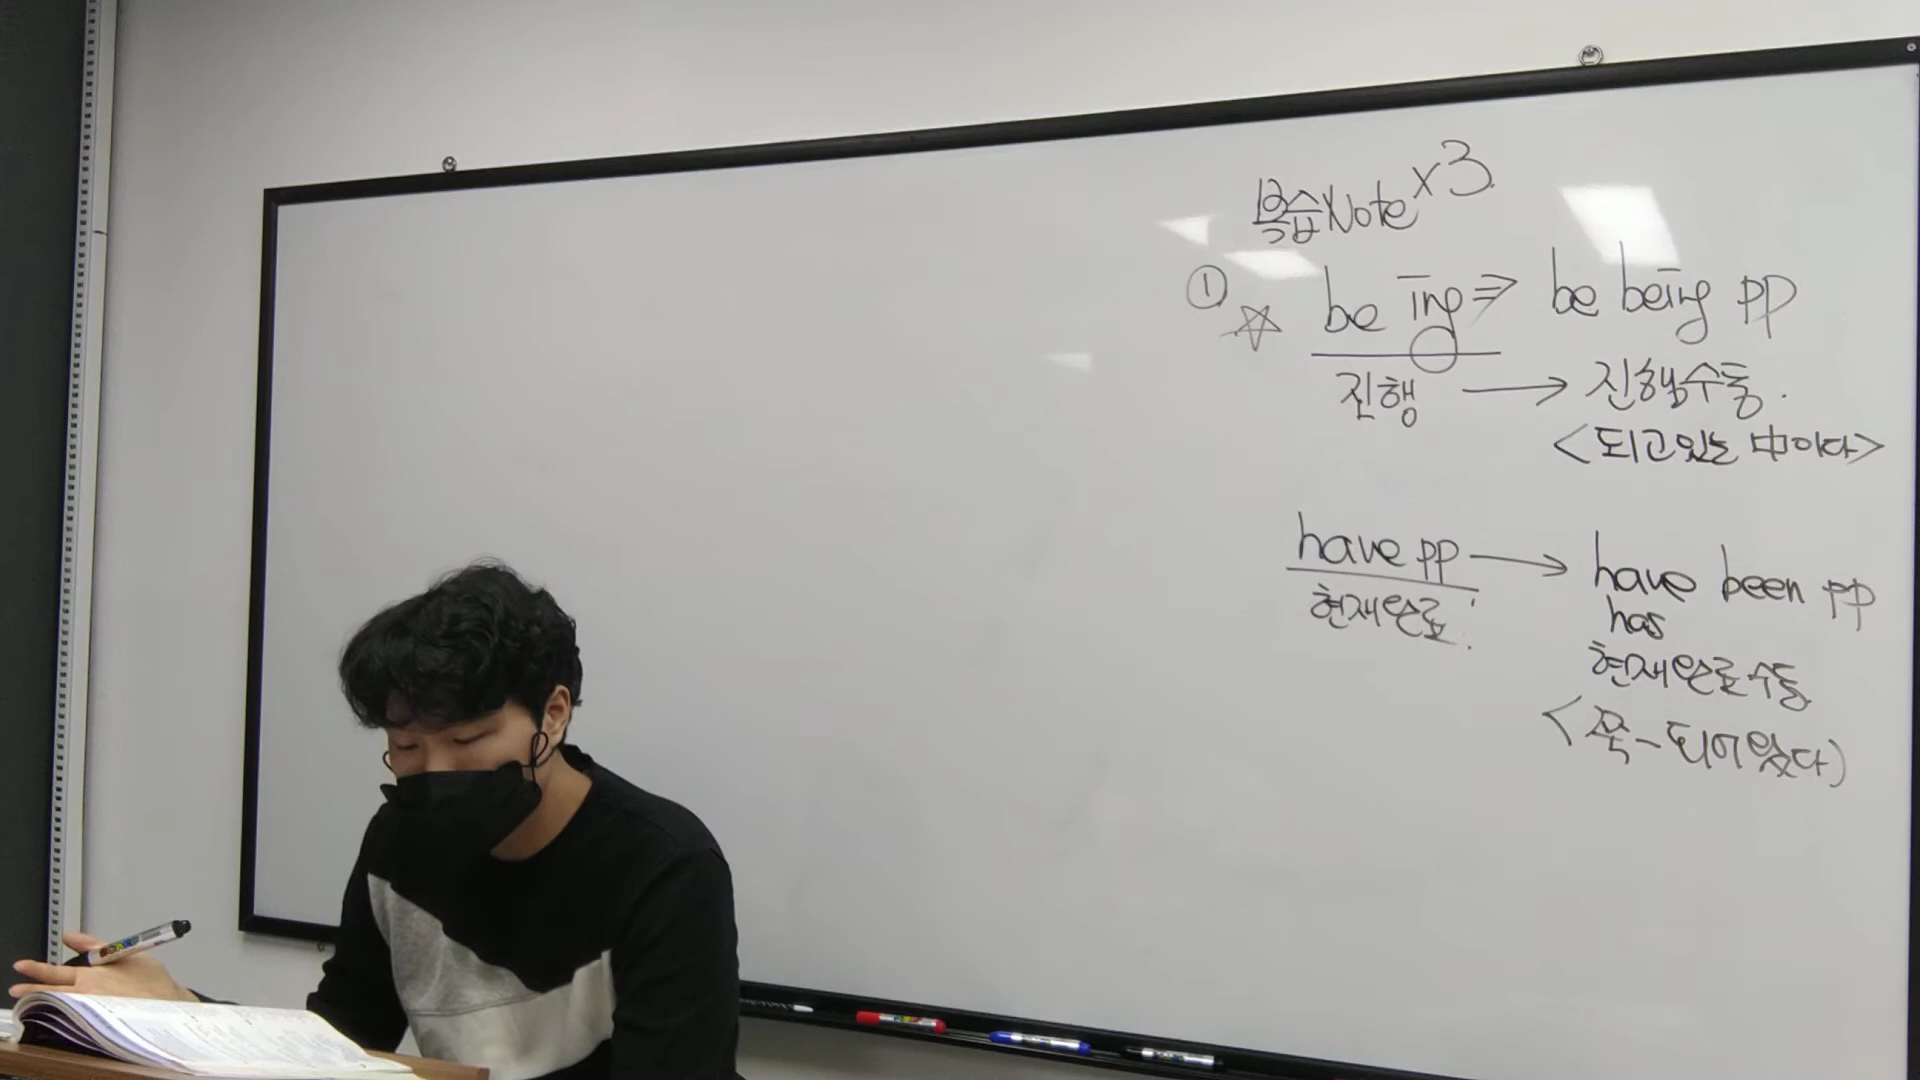 복습Note x3.
① ☆ be ing ⇒ be being pp
진행 → 진행수동.
<되고있는 中이다>
have pp → have been pp
has
현재완료 현재완료수동
<쭉-되어왔다)